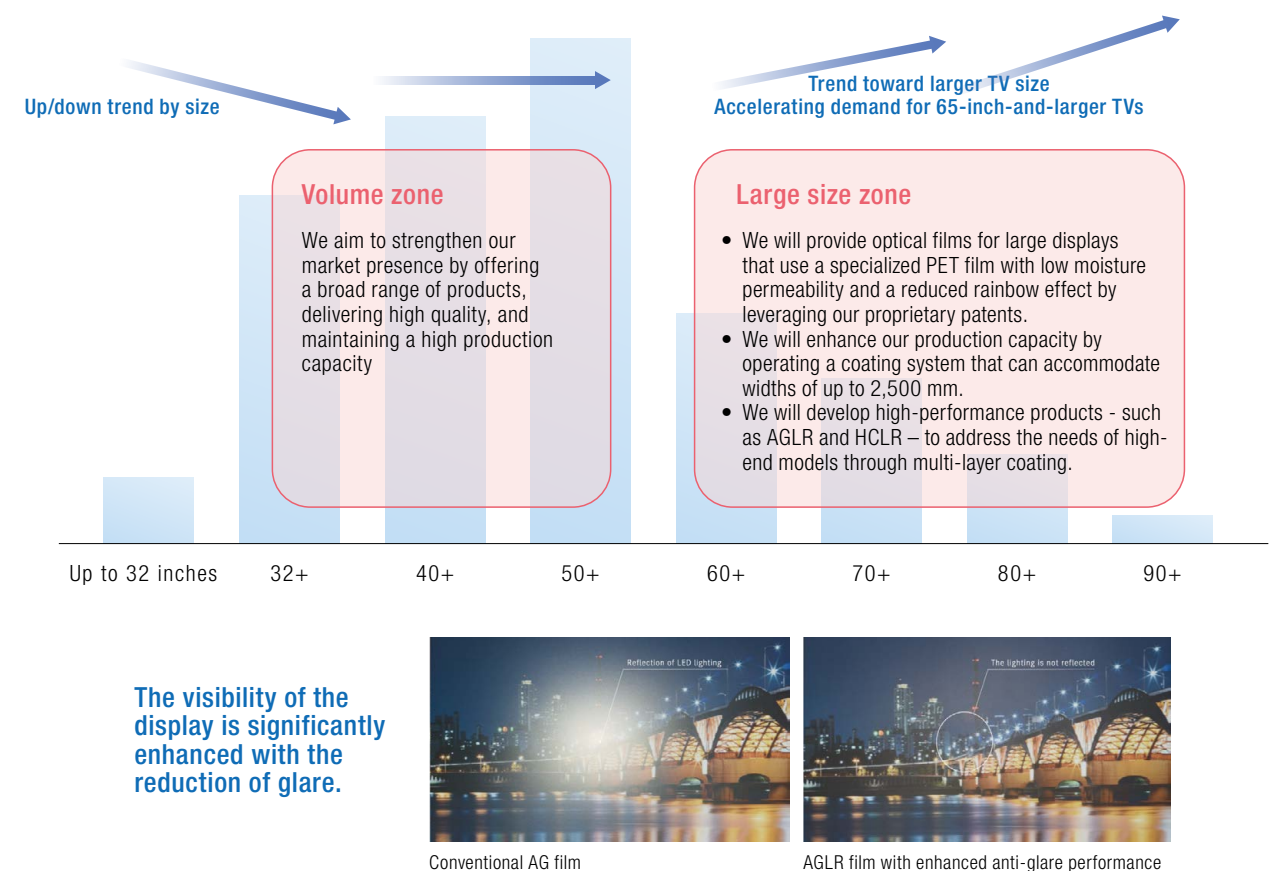 Up/down trend by size
Trend toward larger TV size
Accelerating demand for 65-inch-and-larger TVs
Volume zone
We aim to strengthen our
market presence by offering
a broad range of products,
delivering high quality, and
maintaining a high production
capacity
Large size zone
• We will provide optical films for large displays
that use a specialized PET film with low moisture
permeability and a reduced rainbow effect by
leveraging our proprietary patents.
• We will enhance our production capacity by
operating a coating system that can accommodate
widths of up to 2,500 mm.
• We will develop high-performance products - such
as AGLR and HCLR – to address the needs of high-
end models through multi-layer coating.
Up to 32 inches
32+
40+
50+
60+
70+
80+
90+
The visibility of the
display is significantly
enhanced with the
reduction of glare.
Reflection of LED lighting
Conventional AG film
The lighting is not reflected
AGLR film with enhanced anti-glare performance